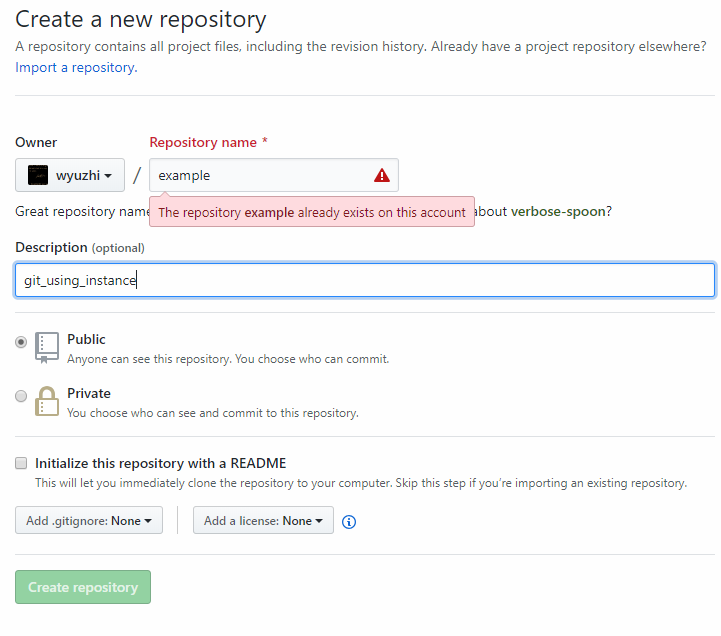 Create a new repository
A repository contains all project files, including the revision history. Already have a project repository elsewhere?
Import a repository.
Owner
Repository name *
wyuzhi / example
Great repository name
The repository example already exists on this account
about verbose-spoon?
Description (optional)
git_using_instance
Public
Anyone can see this repository. You choose who can commit.
Private
You choose who can see and commit to this repository.
Initialize this repository with a README
This will let you immediately clone the repository to your computer. Skip this step if you’re importing an existing repository.
Add .gitignore: None
Add a license: None
Create repository